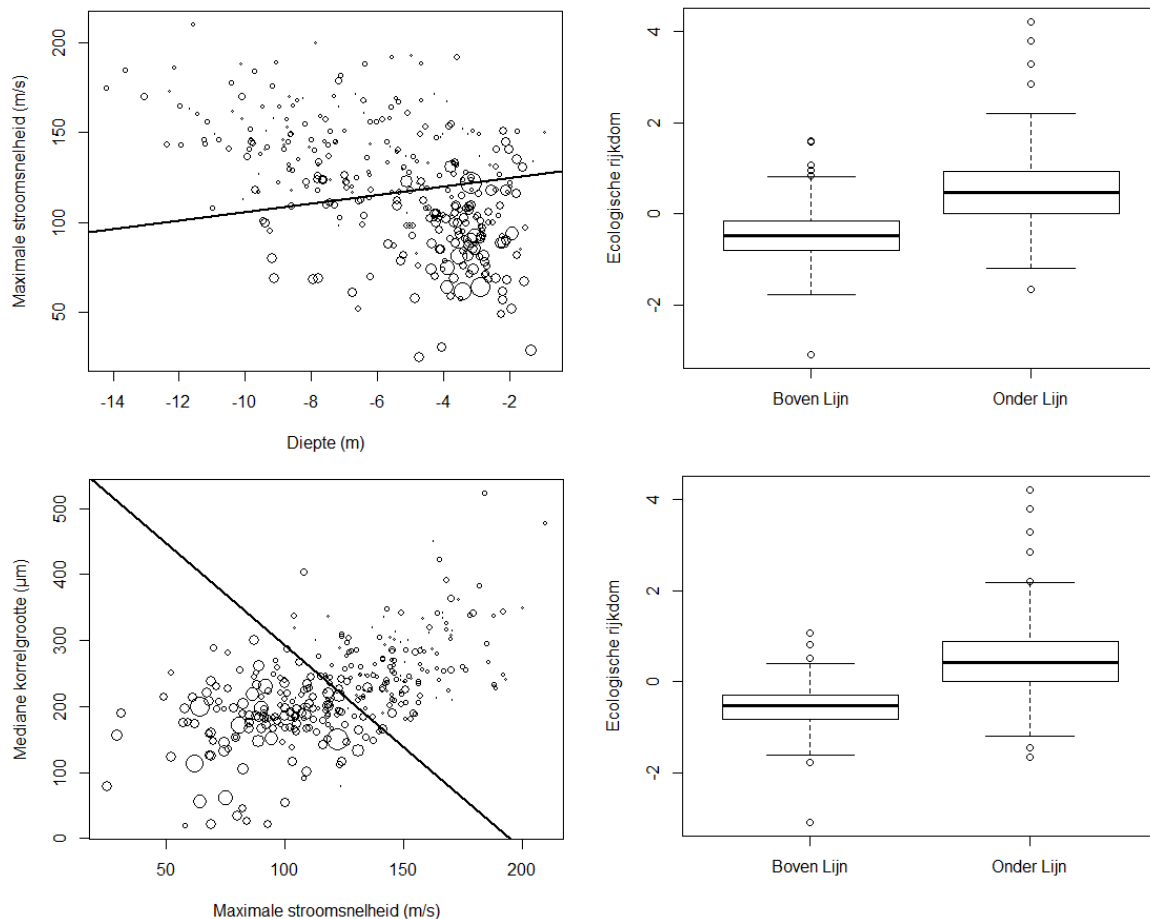 Maximale stroomsnelheid (m/s)
200
150
100
50
-14 -12 -10 -8 -6 -4 -2
Diepte (m)
Ecologische rijkdom
4
2
0
-2
Boven Lijn Onder Lijn
Mediane korrelgrootte (µm)
500
400
300
200
100
0
50 100 150 200
Maximale stroomsnelheid (m/s)
Ecologische rijkdom
4
2
0
-2
Boven Lijn Onder Lijn